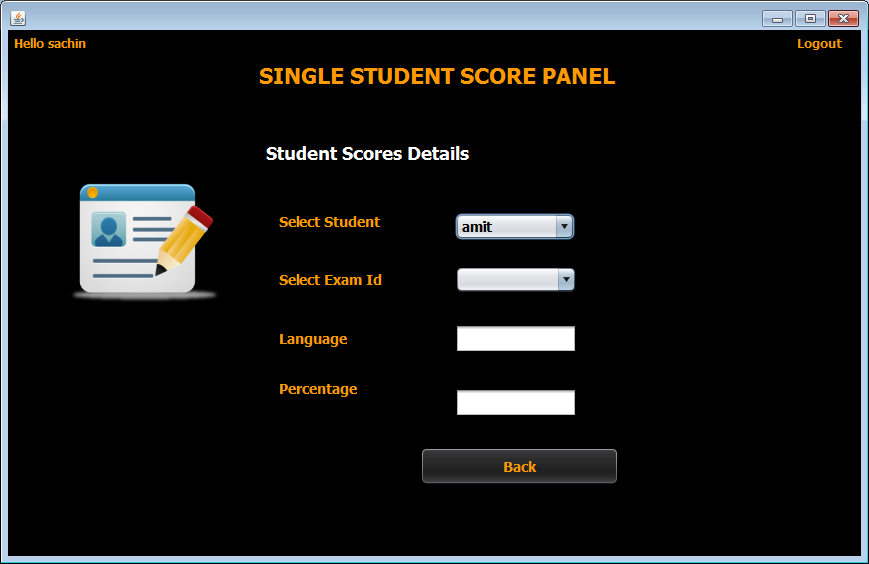 Hello sachin
Logout
SINGLE STUDENT SCORE PANEL
Student Scores Details
Select Student
amit
Select Exam Id
Language
Percentage
Back